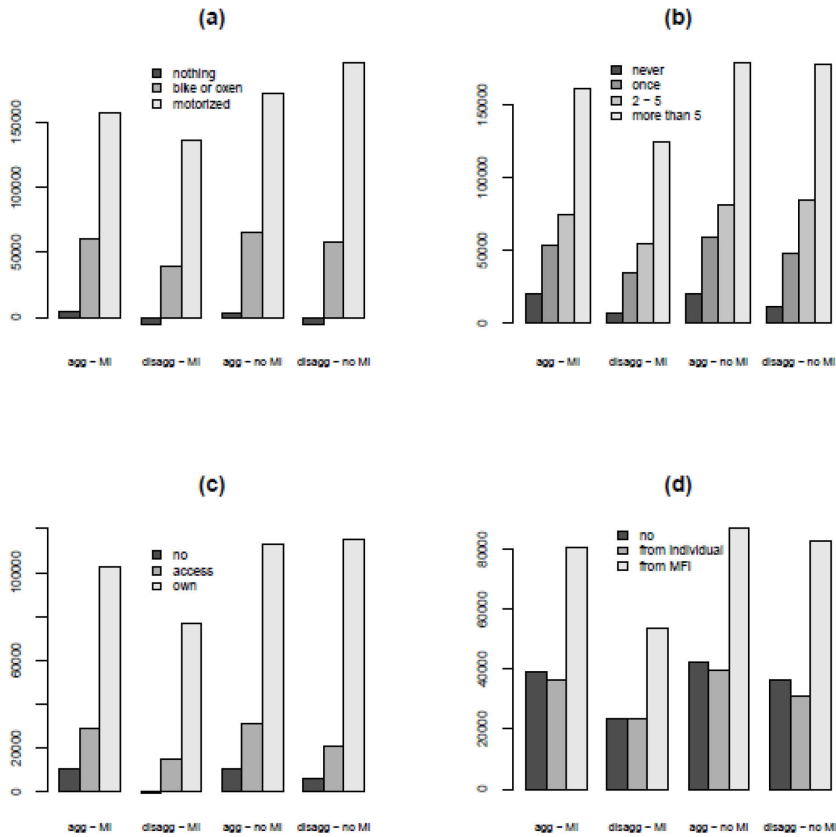 (a)
nothing
bike or oxen
motorized
150000
100000
50000
0
agg - MI
disagg - MI
agg - no MI
disagg - no MI
(b)
never
once
2 - 5
more than 5
150000
100000
50000
0
agg - MI
disagg - MI
agg - no MI
disagg - no MI
(c)
no
access
own
100000
60000
20000
0
agg - MI
disagg - MI
agg - no MI
disagg - no MI
(d)
no
from individual
from MFI
80000
60000
40000
20000
0
agg - MI
disagg - MI
agg - no MI
disagg - no MI